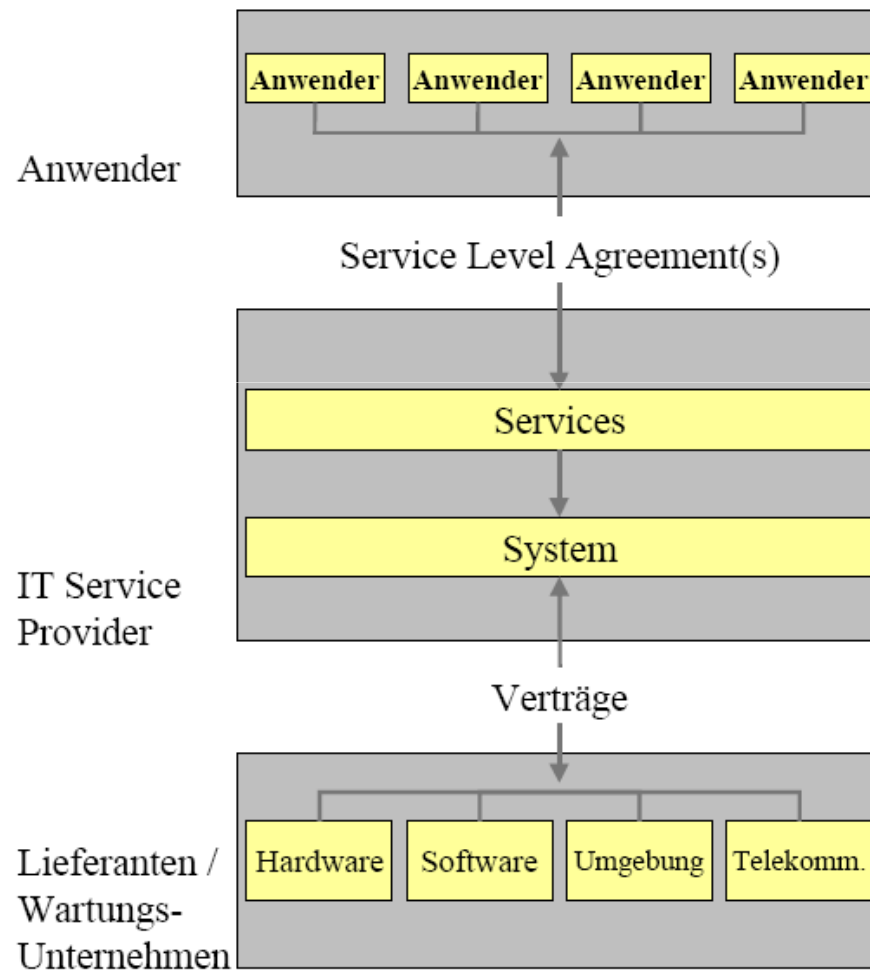 Anwender Anwender Anwender Anwender
Anwender
Service Level Agreement(s)
Services
System
IT Service
Provider
Verträge
Hardware Software Umgebung Telekomm.
Lieferanten /
Wartungs-
Unternehmen